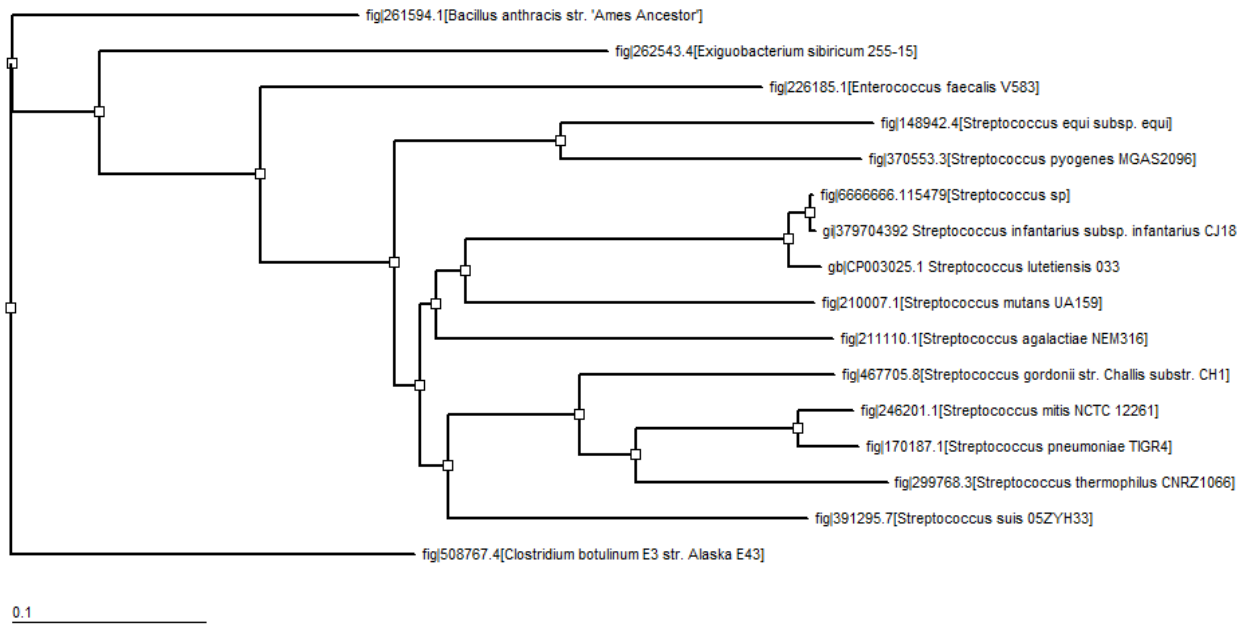 fig|261594.1[Bacillus anthracis str. 'Ames Ancestor']
fig|262543.4[Exiguobacterium sibiricum 255-15]
fig|226185.1[Enterococcus faecalis V583]
fig|148942.4[Streptococcus equi subsp. equi]
fig|370553.3[Streptococcus pyogenes MGAS2096]
fig|6666666.115479[Streptococcus sp]
gi|379704392 Streptococcus infantarius subsp. infantarius CJ18
gb|CP003025.1 Streptococcus lutetiensis 033
fig|210007.1[Streptococcus mutans UA159]
fig|211110.1[Streptococcus agalactiae NEM316]
fig|467705.8[Streptococcus gordonii str. Challis substr. CH1]
fig|246201.1[Streptococcus mitis NCTC 12261]
fig|170187.1[Streptococcus pneumoniae TIGR4]
fig|299768.3[Streptococcus thermophilus CNRZ1066]
fig|391295.7[Streptococcus suis 05ZYH33]
fig|508767.4[Clostridium botulinum E3 str. Alaska E43]
0.1